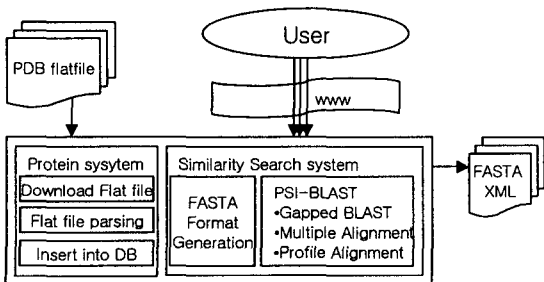 User
PDB flatfile
www
Protein sysytem
Download Flat file
Flat file parsing
Insert into DB
Similarity Search system
FASTA
Format
Generation
PSI-BLAST
•Gapped BLAST
•Multiple Alignment
•Profile Alignment
FASTA
XML